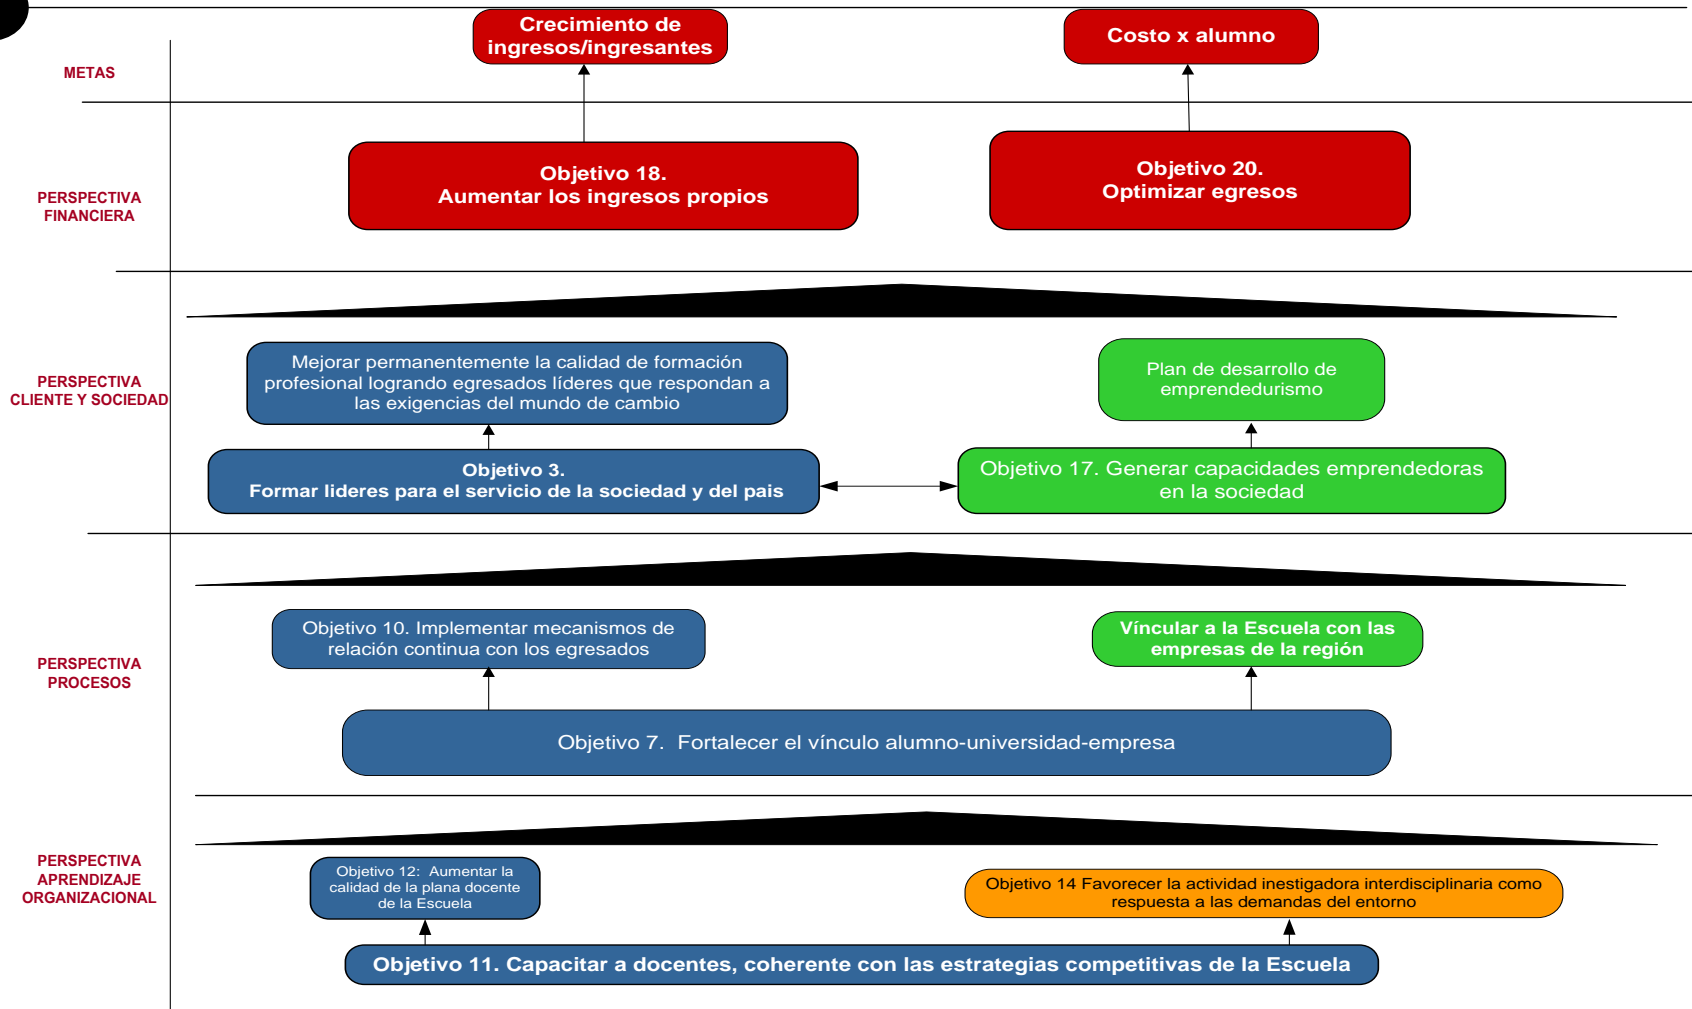 Crecimiento de
ingresos/ingresantes
Costo x alumno
METAS
Objetivo 18.
Aumentar los ingresos propios
Objetivo 20.
Optimizar egresos
PERSPECTIVA
FINANCIERA
Mejorar permanentemente la calidad de formación
profesional logrando egresados líderes que respondan a
las exigencias del mundo de cambio
Plan de desarrollo de
emprendedurismo
PERSPECTIVA
CLIENTE Y SOCIEDAD
Objetivo 3.
Formar lideres para el servicio de la sociedad y del pais
Objetivo 17. Generar capacidades emprendedoras
en la sociedad
Objetivo 10. Implementar mecanismos de
relación continua con los egresados
Víncular a la Escuela con las
empresas de la región
PERSPECTIVA
PROCESOS
Objetivo 7.  Fortalecer el vínculo alumno-universidad-empresa
PERSPECTIVA
APRENDIZAJE
ORGANIZACIONAL
Objetivo 12:  Aumentar la
calidad de la plana docente
de la Escuela
Objetivo 14 Favorecer la actividad inestigadora interdisciplinaria como
respuesta a las demandas del entorno
Objetivo 11. Capacitar a docentes, coherente con las estrategias competitivas de la Escuela